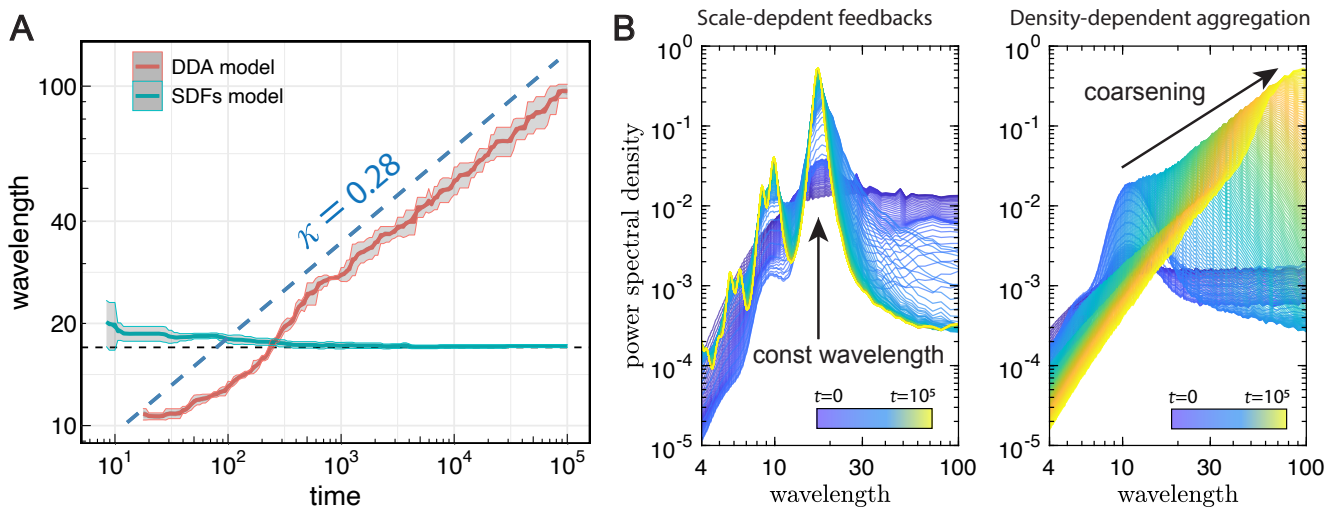 A
100
40
20
10
wavelength
DDA model
SDFs model
κ = 0.28
10¹
10²
10³
10⁴
10⁵
time
B
Scale-depdent feedbacks
10⁰
10⁻¹
10⁻²
10⁻³
10⁻⁴
10⁻⁵
power spectral density
const wavelength
t=0
t=10⁵
4
10
30
100
wavelength
Density-dependent aggregation
10⁰
10⁻¹
10⁻²
10⁻³
10⁻⁴
10⁻⁵
coarsening
t=0
t=10⁵
4
10
30
100
wavelength